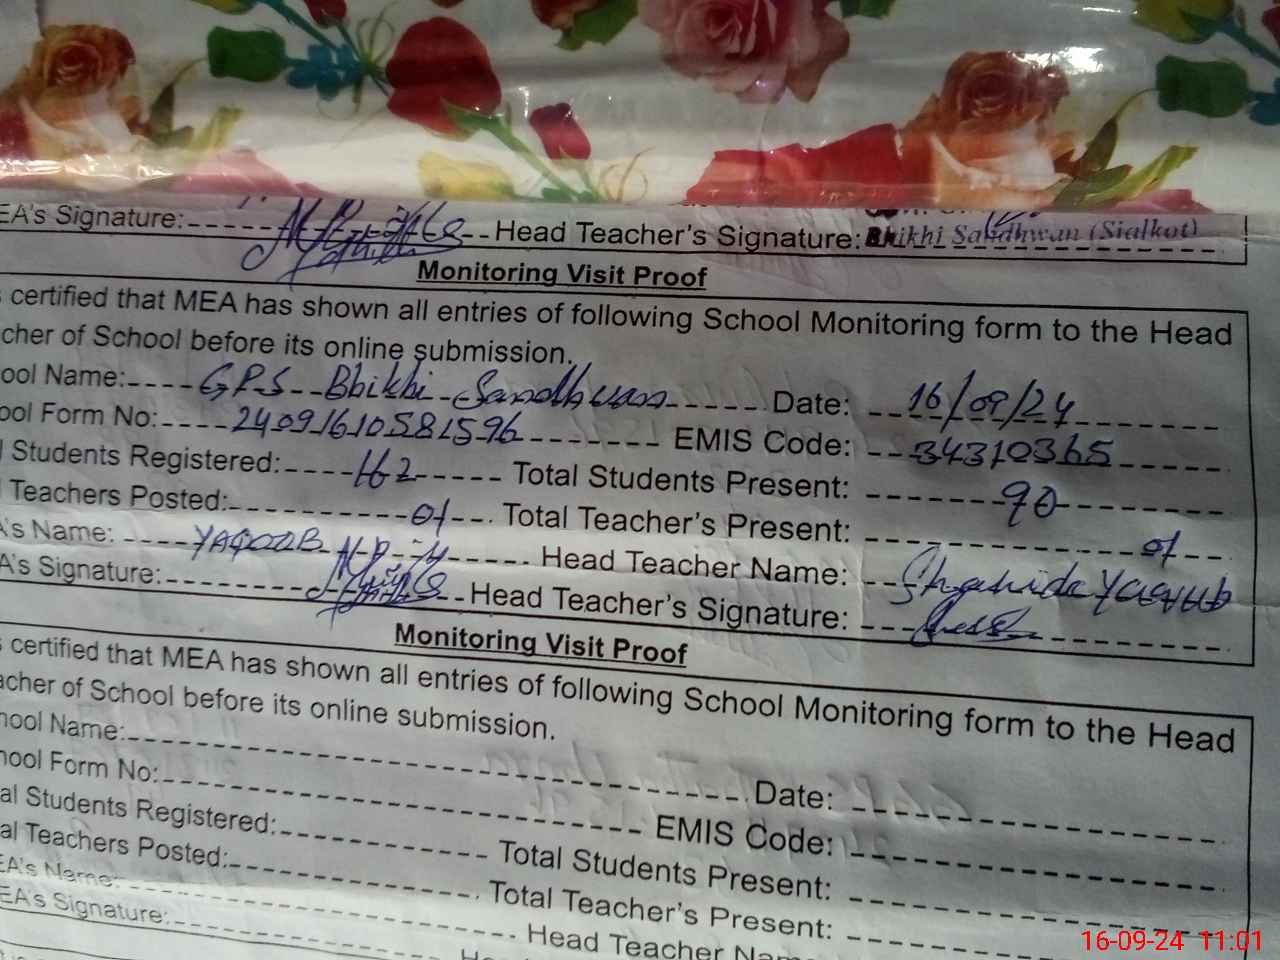 EA's Signature: Head Teacher's Signature: Bhikhi Sandhwan (Sialkot)
Monitoring Visit Proof
certified that MEA has shown all entries of following School Monitoring form to the Head
cher of School before its online submission.
ool Name: GPS Bhikhi Sandhwan Date: 16/09/24
ool Form No: 24091610581596 EMIS Code: 34310365
l Students Registered: 162 Total Students Present: 90
Teachers Posted: 01 Total Teacher's Present: 01
A's Name: YAQOOB Head Teacher Name: Shgahida Yaqub
A's Signature: Head Teacher's Signature:
Monitoring Visit Proof
certified that MEA has shown all entries of following School Monitoring form to the Head
acher of School before its online submission.
hool Name: Date:
hool Form No: EMIS Code:
al Students Registered: Total Students Present:
al Teachers Posted: Total Teacher's Present:
EA's Name: Head Teacher Nam
EA's Signature:
16-09-24 11:01